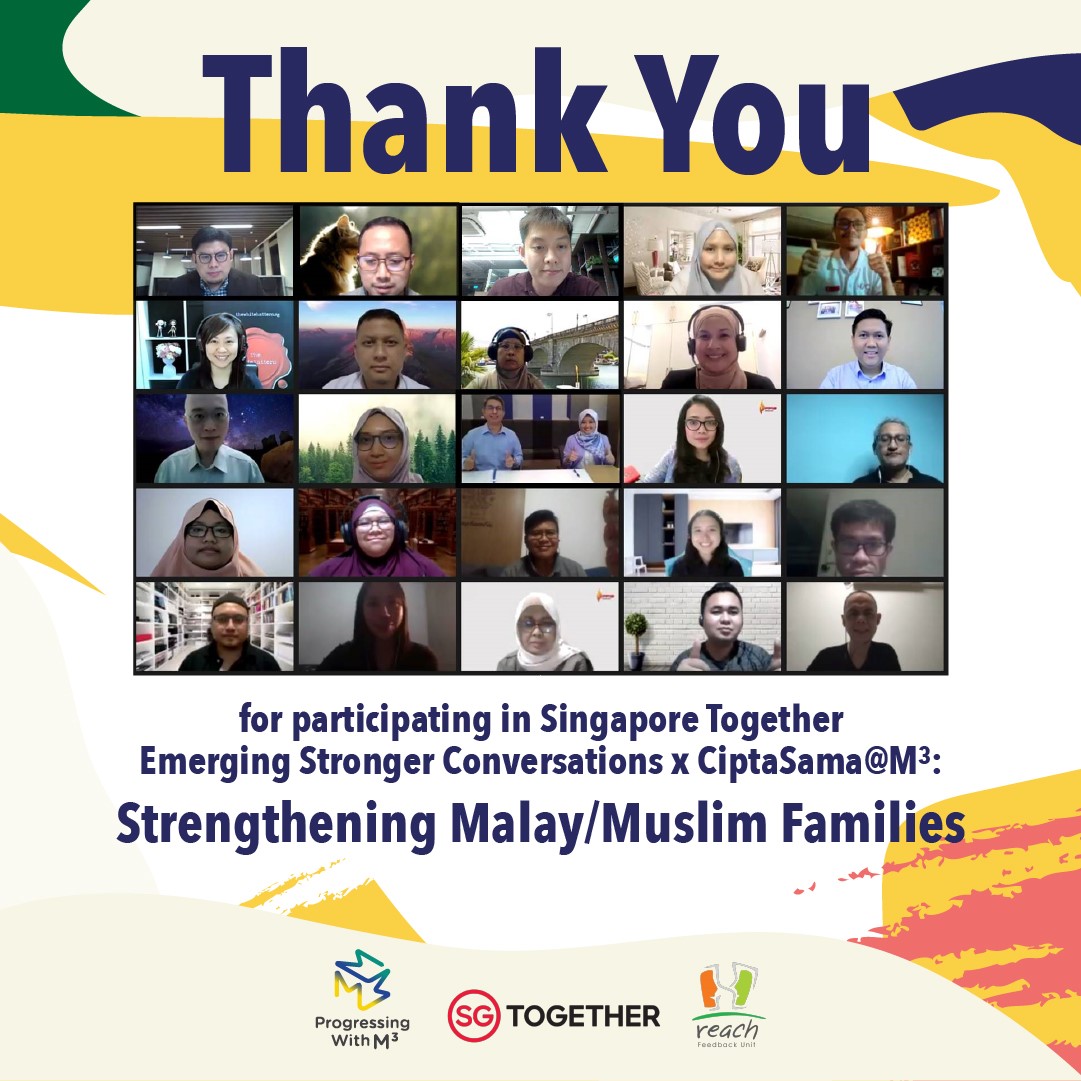 Thank You
for participating in Singapore Together
Emerging Stronger Conversations x CiptaSama@M³:
Strengthening Malay/Muslim Families
Progressing
With M³
SG TOGETHER
reach
Feedback Unit